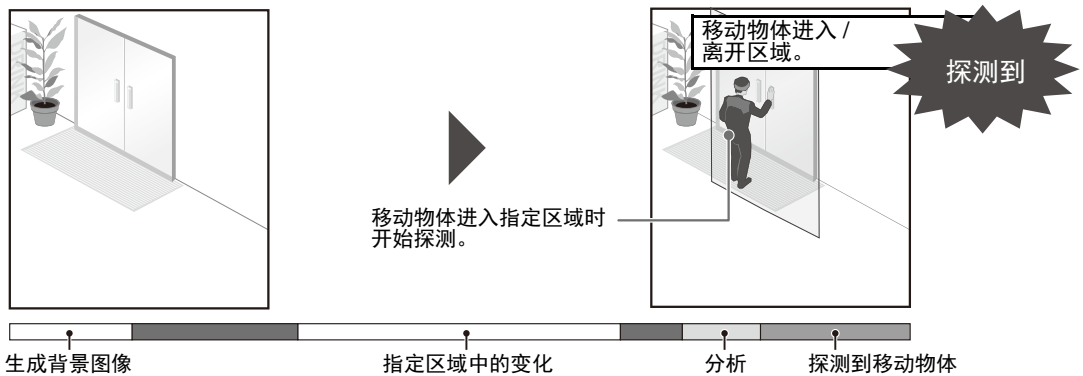 移动物体进入 /
离开区域。
探测到
移动物体进入指定区域时
开始探测。
生成背景图像
指定区域中的变化
分析
探测到移动物体